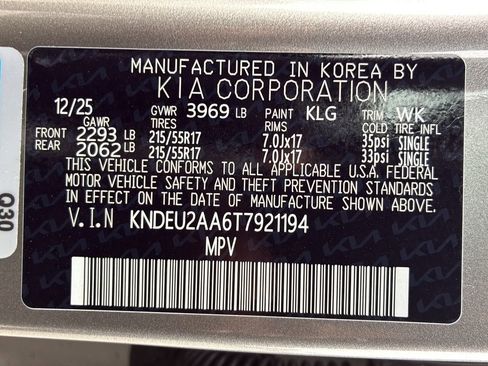 MANUFACTURED IN KOREA BY
KIA CORPORATION
12/25 GVWR 3969 LB PAINT KLG TRIM WK
GAWR TIRES RIMS COLD TIRE INFL
FRONT 2293 LB 215/55R17 7.0Jx17 35psi SINGLE
REAR 2062 LB 215/55R17 7.0Jx17 33psi SINGLE
THIS VEHICLE CONFORMS TO ALL APPLICABLE U.S.A. FEDERAL
MOTOR VEHICLE SAFETY AND THEFT PREVENTION STANDARDS
IN EFFECT ON THE DATE OF MANUFACTURE SHOWN ABOVE.
V.I.N KNDEU2AA6T7921194
MPV
Q30